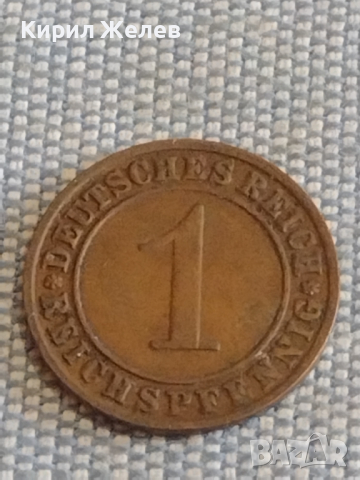 Кирил Желев
*DEUTSCHES REICH*
1
REICHSPFENNIG
BAZAR